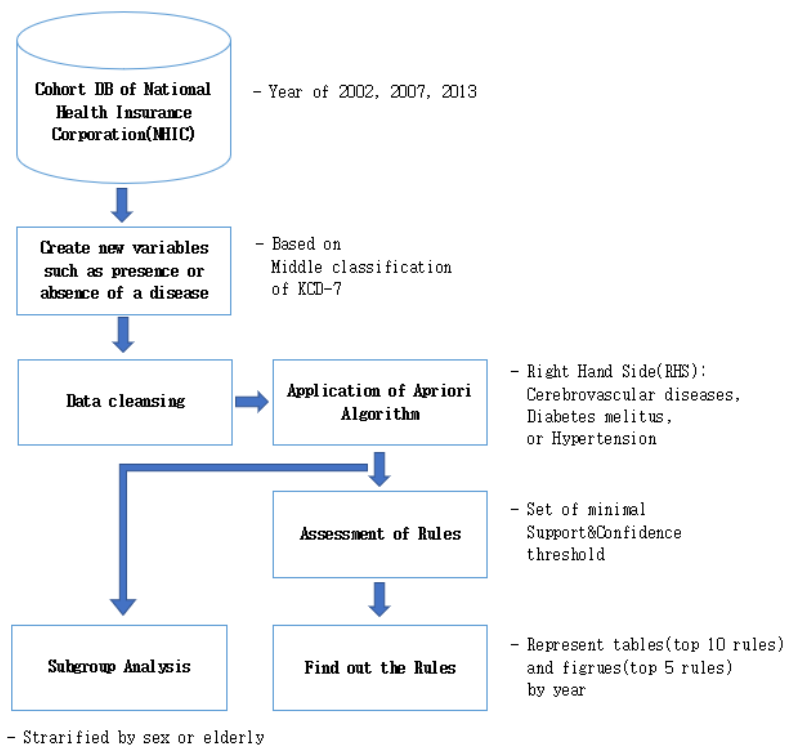 Cohort DB of National
Health Insurance
Corporation(NHIC)
- Year of 2002, 2007, 2013
Create new variables
such as presence or
absence of a disease
- Based on
Middle classification
of KCD-7
Data cleansing
Application of Apriori
Algorithm
- Right Hand Side(RHS):
Cerebrovascular diseases,
Diabetes melitus,
or Hypertension
Assessment of Rules
- Set of minimal
Support&Confidence
threshold
Subgroup Analysis
Find out the Rules
- Represent tables(top 10 rules)
and figrues(top 5 rules)
by year
- Strarified by sex or elderly